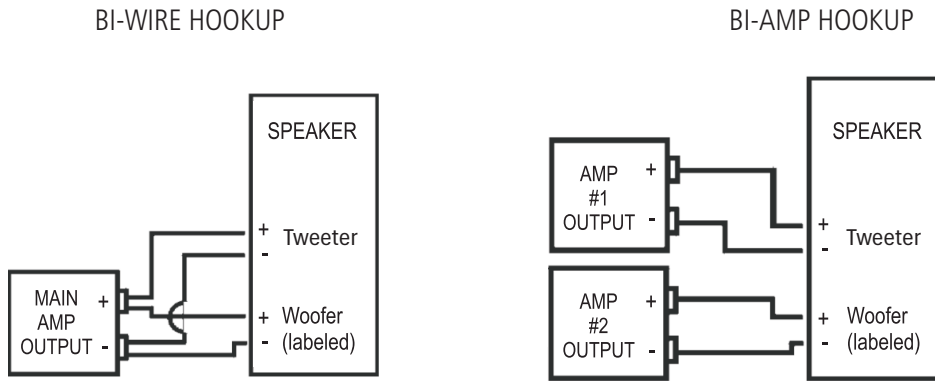 BI-WIRE HOOKUP
SPEAKER
+
Tweeter
-
MAIN +
AMP
OUTPUT -
+ Woofer
- (labeled)
BI-AMP HOOKUP
SPEAKER
AMP +
#1
OUTPUT -
+
Tweeter
-
AMP +
#2
OUTPUT -
+ Woofer
- (labeled)